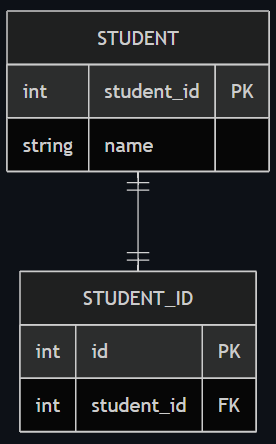 STUDENT
int student_id PK
string name
STUDENT_ID
int id PK
int student_id FK